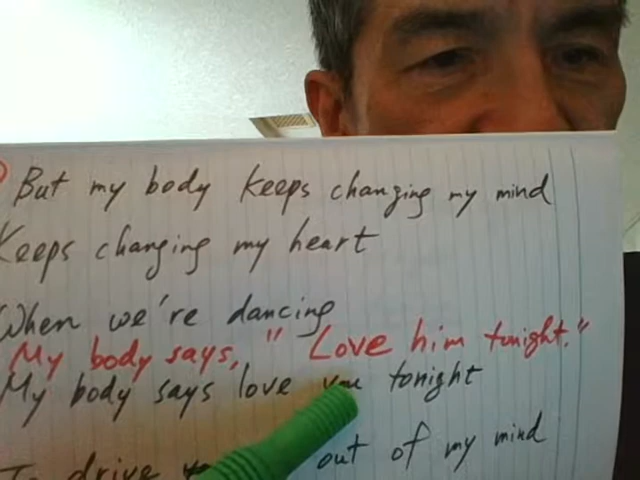 But my body keeps changing my mind
Keeps changing my heart
When we're dancing
My body says, "Love him tonight."
My body says love you tonight
To drive out of my mind